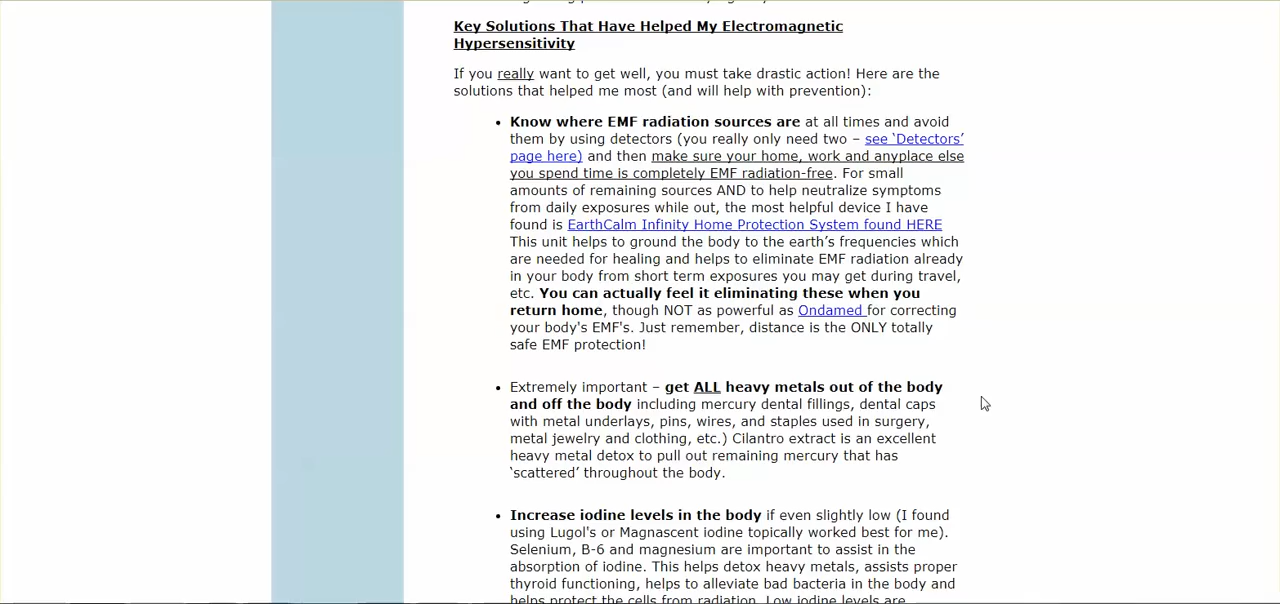 Key Solutions That Have Helped My Electromagnetic
Hypersensitivity
If you really want to get well, you must take drastic action! Here are the
solutions that helped me most (and will help with prevention):
• Know where EMF radiation sources are at all times and avoid
them by using detectors (you really only need two – see ‘Detectors’
page here) and then make sure your home, work and anyplace else
you spend time is completely EMF radiation-free. For small
amounts of remaining sources AND to help neutralize symptoms
from daily exposures while out, the most helpful device I have
found is EarthCalm Infinity Home Protection System found HERE
This unit helps to ground the body to the earth’s frequencies which
are needed for healing and helps to eliminate EMF radiation already
in your body from short term exposures you may get during travel,
etc. You can actually feel it eliminating these when you
return home, though NOT as powerful as Ondamed for correcting
your body's EMF's. Just remember, distance is the ONLY totally
safe EMF protection!
• Extremely important – get ALL heavy metals out of the body
and off the body including mercury dental fillings, dental caps
with metal underlays, pins, wires, and staples used in surgery,
metal jewelry and clothing, etc.) Cilantro extract is an excellent
heavy metal detox to pull out remaining mercury that has
‘scattered’ throughout the body.
• Increase iodine levels in the body if even slightly low (I found
using Lugol's or Magnascent iodine topically worked best for me).
Selenium, B-6 and magnesium are important to assist in the
absorption of iodine. This helps detox heavy metals, assists proper
thyroid functioning, helps to alleviate bad bacteria in the body and
helps protect the cells from radiation. Low iodine levels are